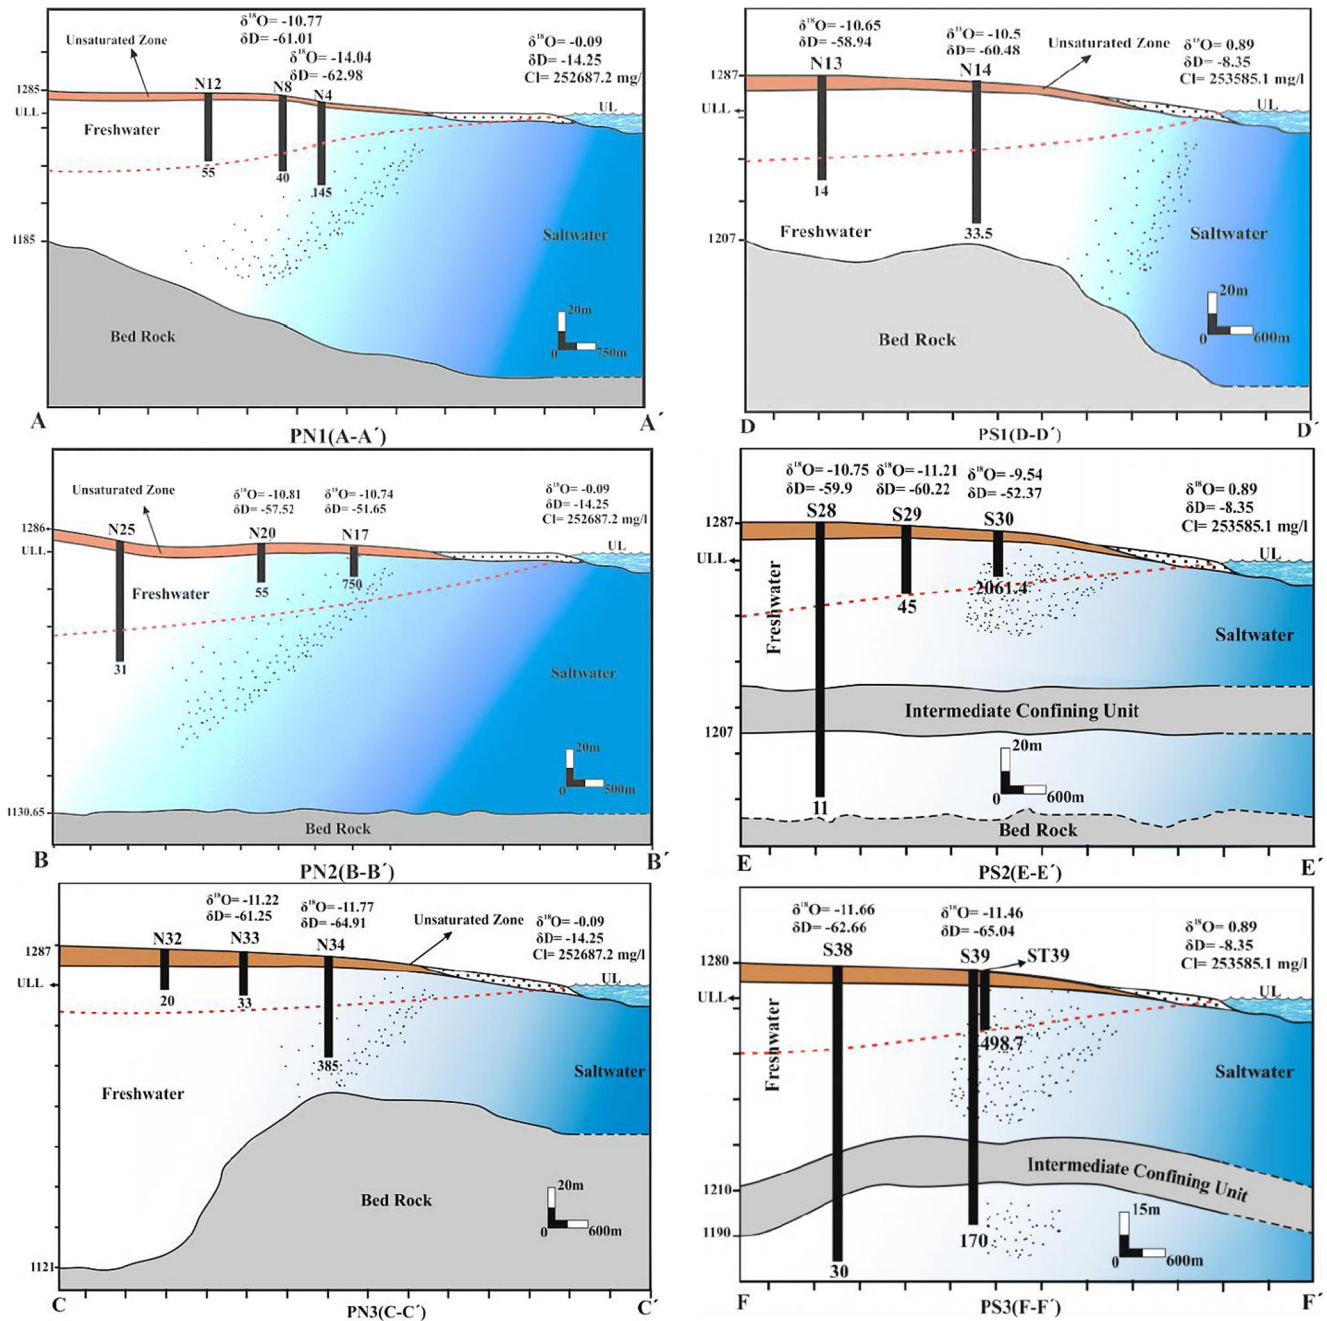 δ¹⁸O= -10.77
δD= -61.01
δ¹⁸O= -14.04
δD= -62.98
δ¹⁸O= -0.09
δD= -14.25
Cl= 252687.2 mg/l
Unsaturated Zone
N12
N8
N4
1285
ULL
UL
Freshwater
55
40
145
1185
Saltwater
20m
0
750m
Bed Rock
A
A´
PN1(A-A´)
δ¹⁸O= -10.65
δD= -58.94
δ¹⁸O= -10.5
δD= -60.48
Unsaturated Zone
δ¹⁸O= 0.89
δD= -8.35
Cl= 253585.1 mg/l
N13
N14
1287
ULL
UL
14
Freshwater
33.5
1207
Saltwater
20m
0
600m
Bed Rock
D
D´
PS1(D-D´)
Unsaturated Zone
δ¹⁸O= -10.81
δD= -57.52
δ¹⁸O= -10.74
δD= -51.65
δ¹⁸O= -0.09
δD= -14.25
Cl= 252687.2 mg/l
N25
N20
N17
1286
ULL
UL
Freshwater
55
750
31
Saltwater
20m
0
500m
1130.65
Bed Rock
B
B´
PN2(B-B´)
δ¹⁸O= -10.75
δD= -59.9
δ¹⁸O= -11.21
δD= -60.22
δ¹⁸O= -9.54
δD= -52.37
δ¹⁸O= 0.89
δD= -8.35
Cl= 253585.1 mg/l
S28
S29
S30
1287
ULL
UL
Freshwater
45
2061.4
Saltwater
Intermediate Confining Unit
1207
20m
0
600m
11
Bed Rock
E
E´
PS2(E-E´)
δ¹⁸O= -11.22
δD= -61.25
δ¹⁸O= -11.77
δD= -64.91
Unsaturated Zone
δ¹⁸O= -0.09
δD= -14.25
Cl= 252687.2 mg/l
N32
N33
N34
1287
ULL
UL
20
33
385
Freshwater
Saltwater
Bed Rock
20m
0
600m
1121
C
C´
PN3(C-C´)
δ¹⁸O= -11.66
δD= -62.66
δ¹⁸O= -11.46
δD= -65.04
δ¹⁸O= 0.89
δD= -8.35
Cl= 253585.1 mg/l
S38
S39
ST39
1280
ULL
UL
Freshwater
498.7
Saltwater
Intermediate Confining Unit
1210
1190
170
30
15m
0
600m
F
F´
PS3(F-F´)